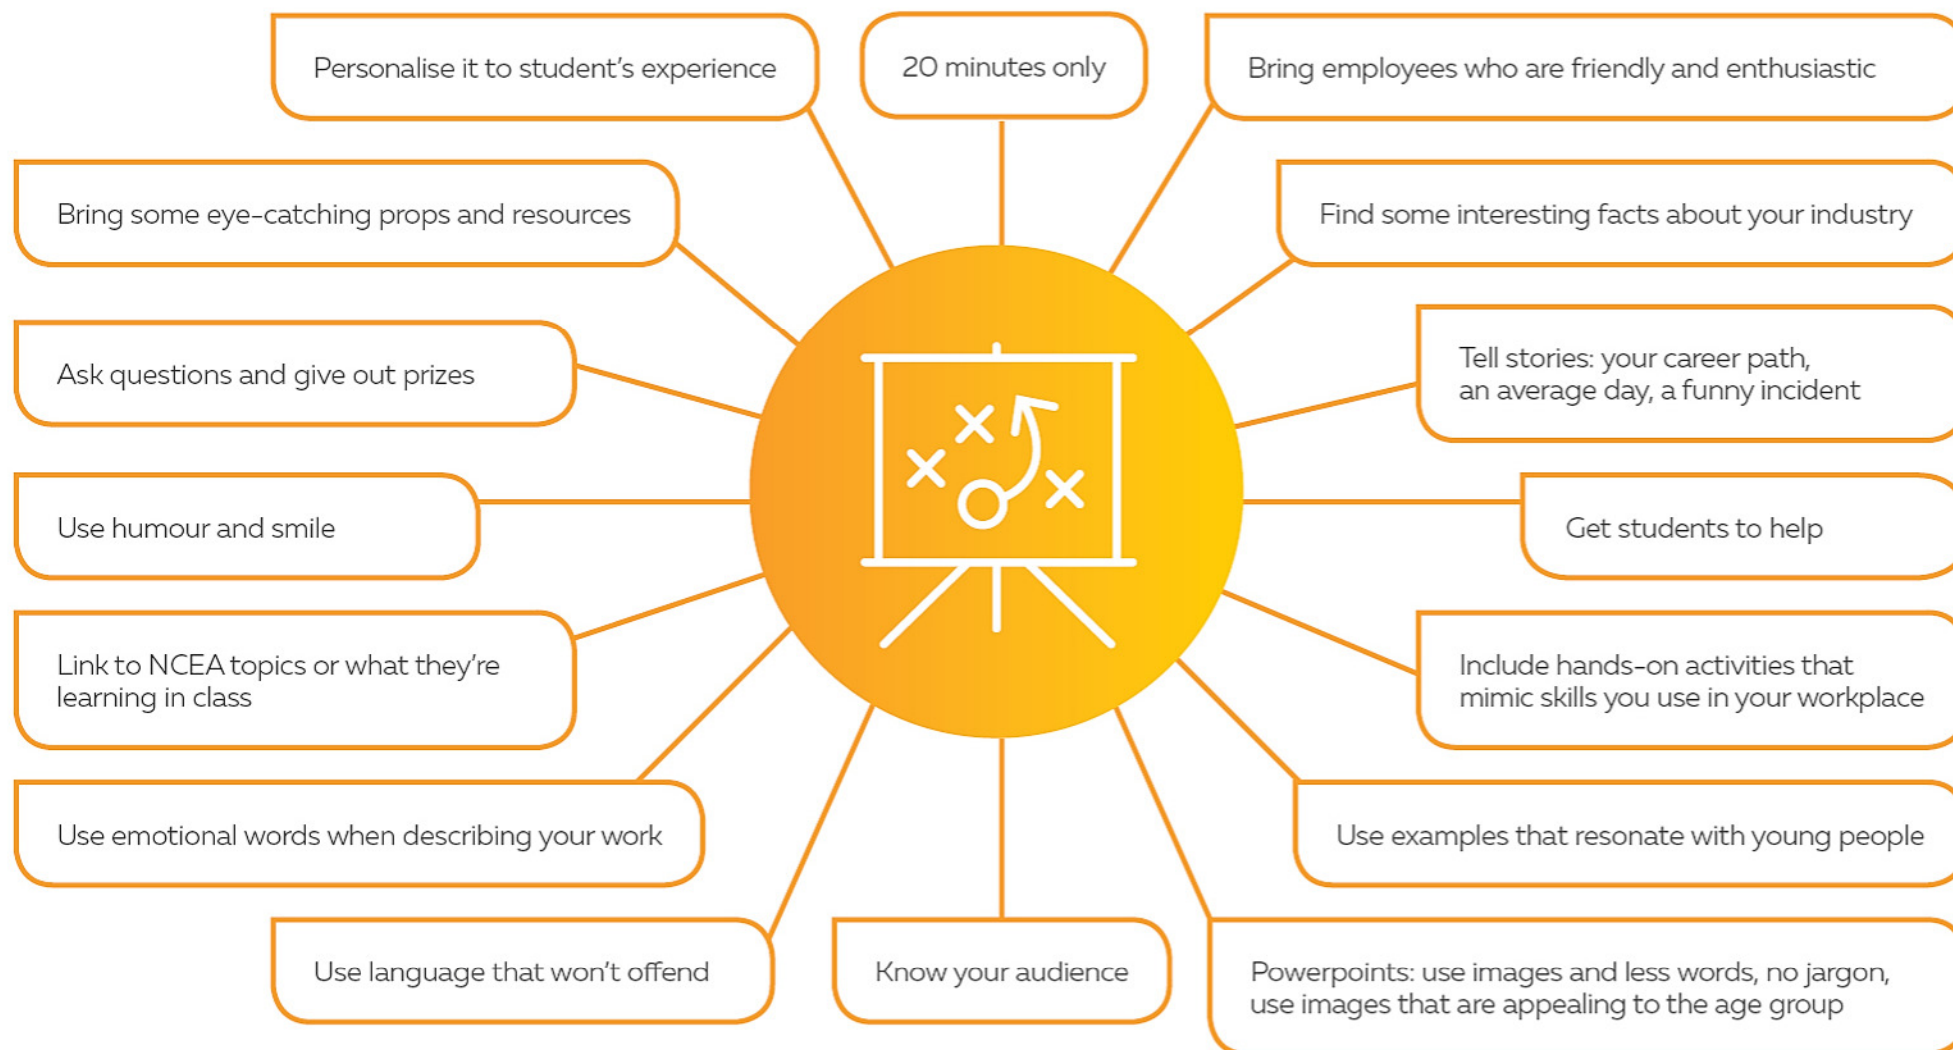 Personalise it to student's experience
20 minutes only
Bring employees who are friendly and enthusiastic
Bring some eye-catching props and resources
Find some interesting facts about your industry
Ask questions and give out prizes
Tell stories: your career path,
an average day, a funny incident
Use humour and smile
Get students to help
Link to NCEA topics or what they're
learning in class
Include hands-on activities that
mimic skills you use in your workplace
Use emotional words when describing your work
Use examples that resonate with young people
Use language that won't offend
Know your audience
Powerpoints: use images and less words, no jargon,
use images that are appealing to the age group